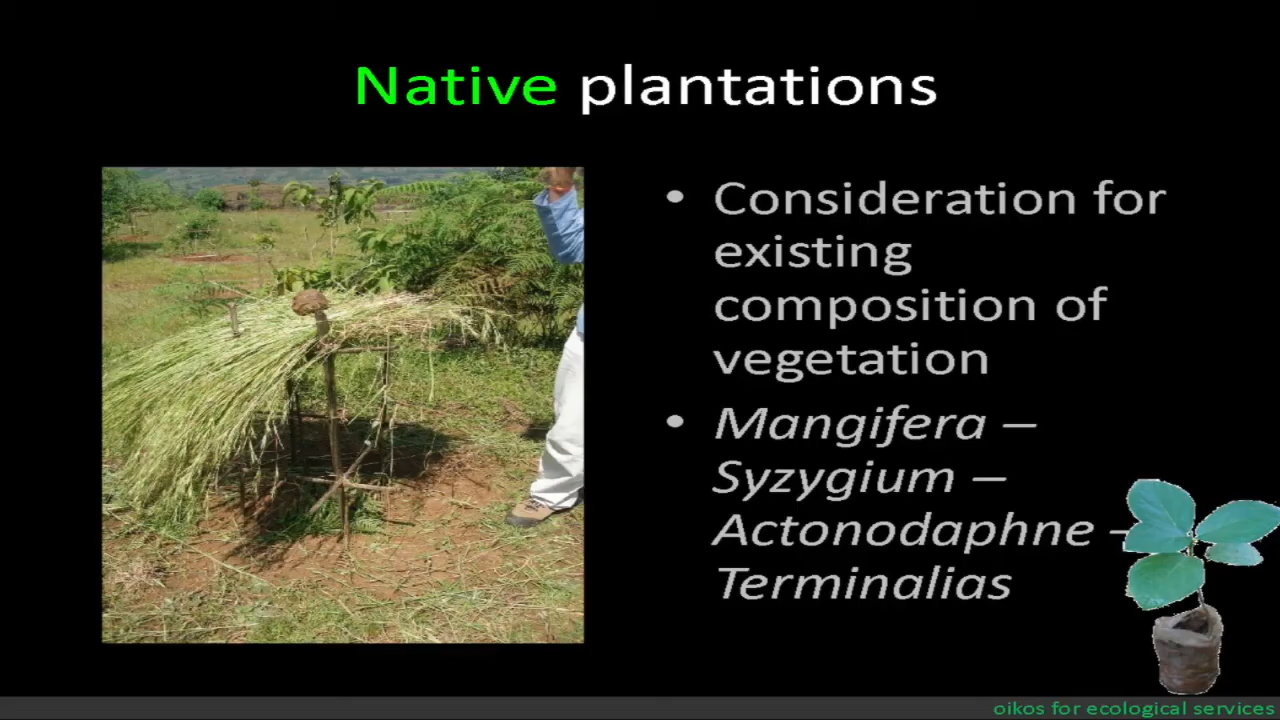 Native plantations
• Consideration for
existing
composition of
vegetation
• Mangifera –
Syzygium –
Actonodaphne –
Terminalias
oikos for ecological services